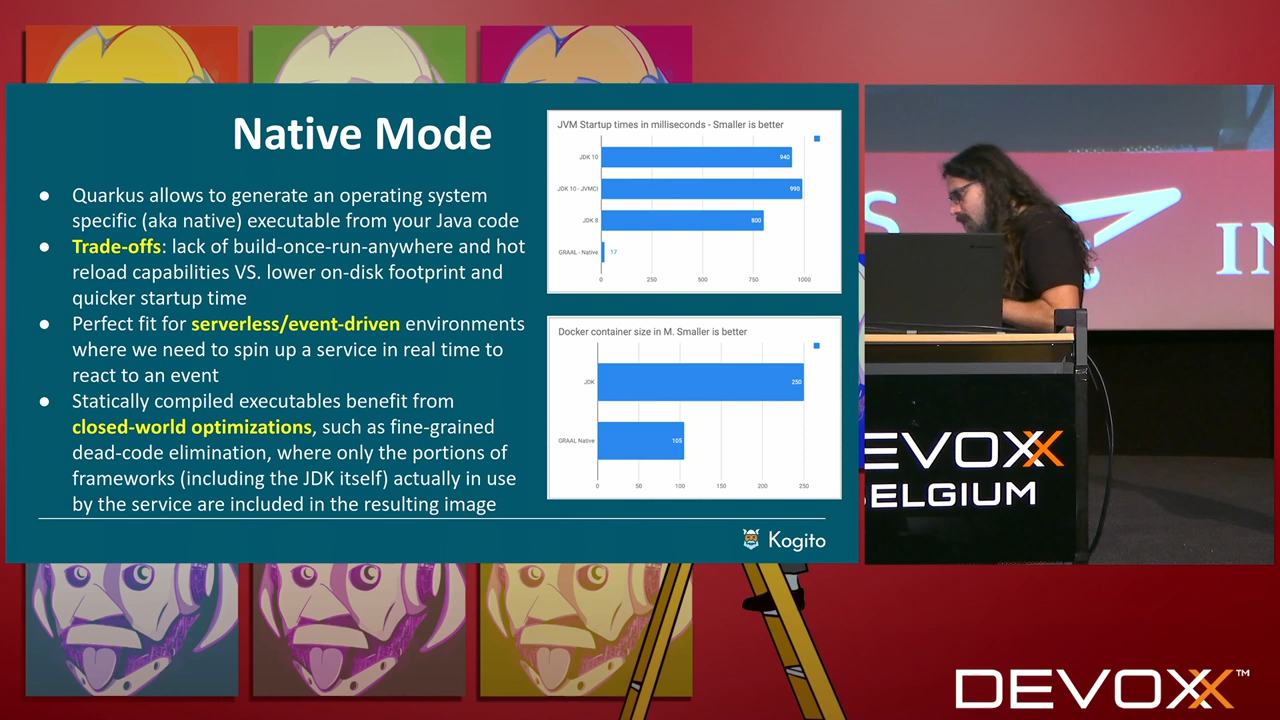 Native Mode
● Quarkus allows to generate an operating system
specific (aka native) executable from your Java code
● Trade-offs: lack of build-once-run-anywhere and hot
reload capabilities VS. lower on-disk footprint and
quicker startup time
● Perfect fit for serverless/event-driven environments
where we need to spin up a service in real time to
react to an event
● Statically compiled executables benefit from
closed-world optimizations, such as fine-grained
dead-code elimination, where only the portions of
frameworks (including the JDK itself) actually in use
by the service are included in the resulting image
JVM Startup times in milliseconds - Smaller is better
JDK 10 940
JDK 10 - JVMCI 990
JDK 8 800
GRAAL - Native 17
0 250 500 750 1000
Docker container size in M. Smaller is better
JDK 250
GRAAL Native 105
0 50 100 150 200 250
Kogito
S IN
EVOXX
BELGIUM
DEVOXX™